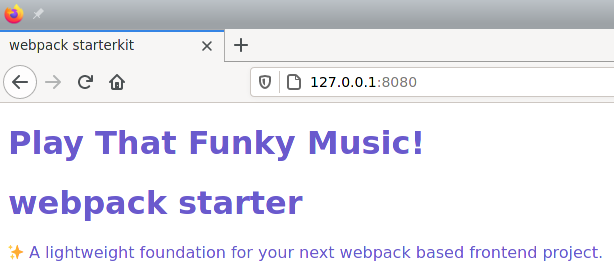 webpack starterkit
127.0.0.1:8080
Play That Funky Music!
webpack starter
✨ A lightweight foundation for your next webpack based frontend project.